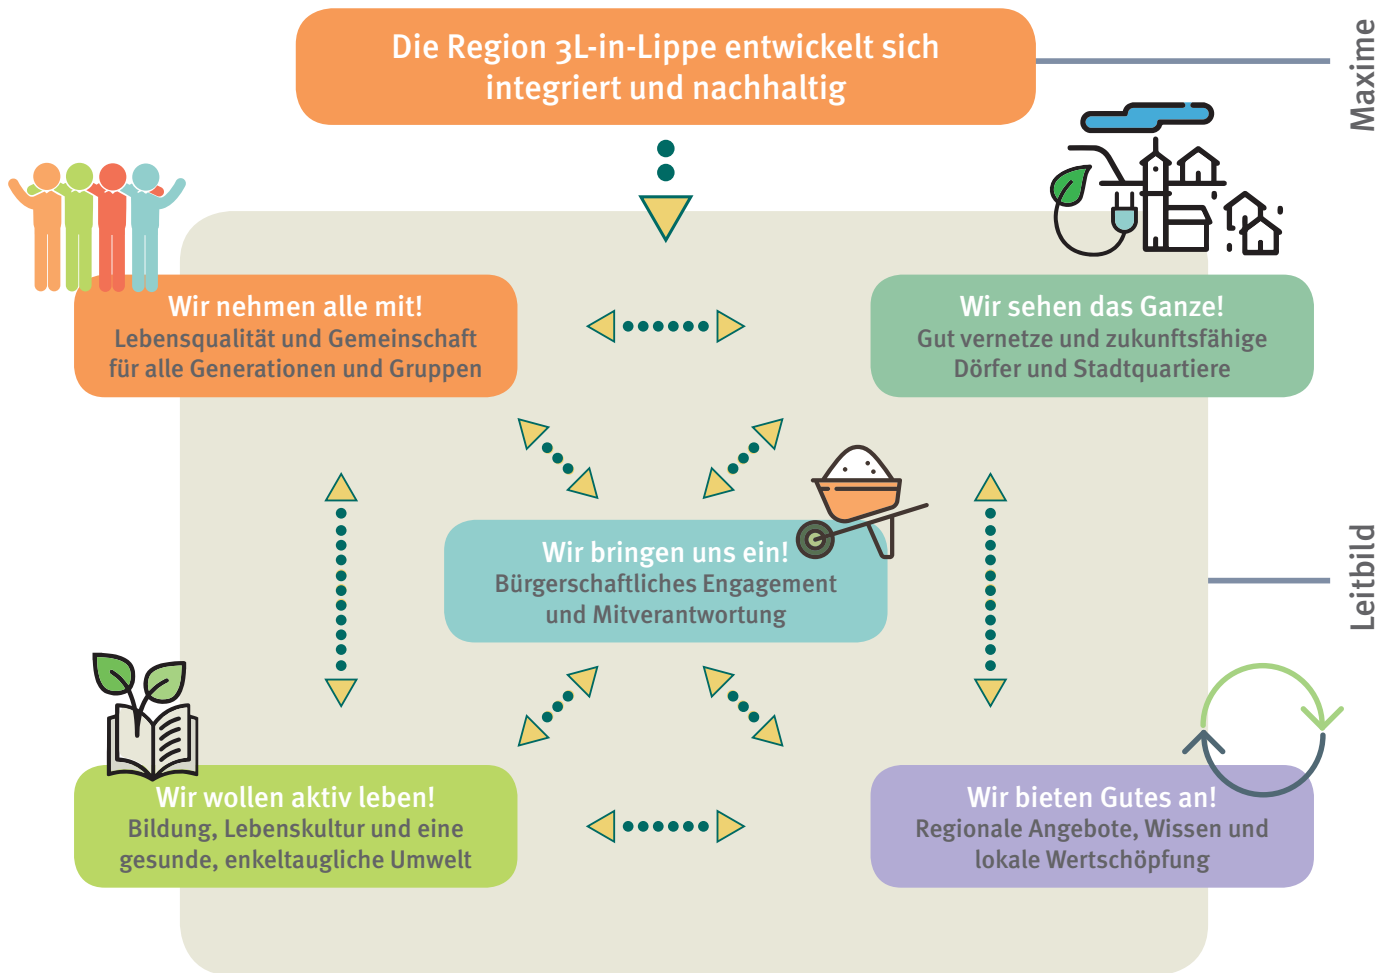 Die Region 3L-in-Lippe entwickelt sich
integriert und nachhaltig
Maxime
Wir nehmen alle mit!
Lebensqualität und Gemeinschaft
für alle Generationen und Gruppen
Wir sehen das Ganze!
Gut vernetze und zukunftsfähige
Dörfer und Stadtquartiere
Wir bringen uns ein!
Bürgerschaftliches Engagement
und Mitverantwortung
Leitbild
Wir wollen aktiv leben!
Bildung, Lebenskultur und eine
gesunde, enkeltaugliche Umwelt
Wir bieten Gutes an!
Regionale Angebote, Wissen und
lokale Wertschöpfung